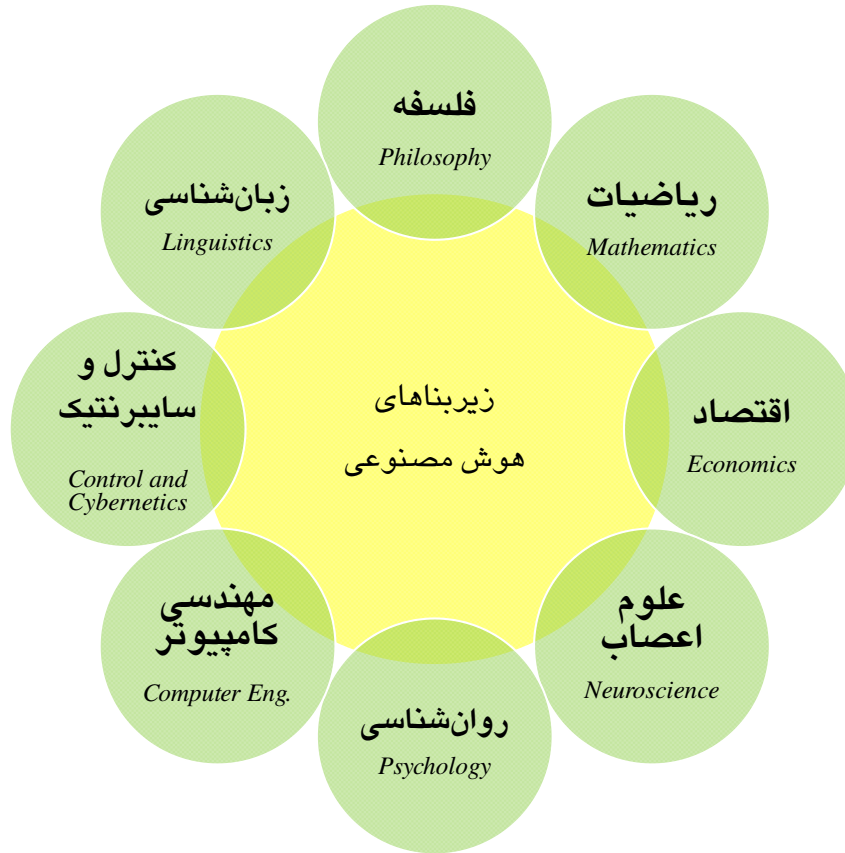 فلسفه
Philosophy
ریاضیات
Mathematics
اقتصاد
Economics
علوم
اعصاب
Neuroscience
روان‌شناسی
Psychology
مهندسی
کامپیوتر
Computer Eng.
کنترل و
سایبرنتیک
Control and
Cybernetics
زبان‌شناسی
Linguistics
زیربناهای
هوش مصنوعی